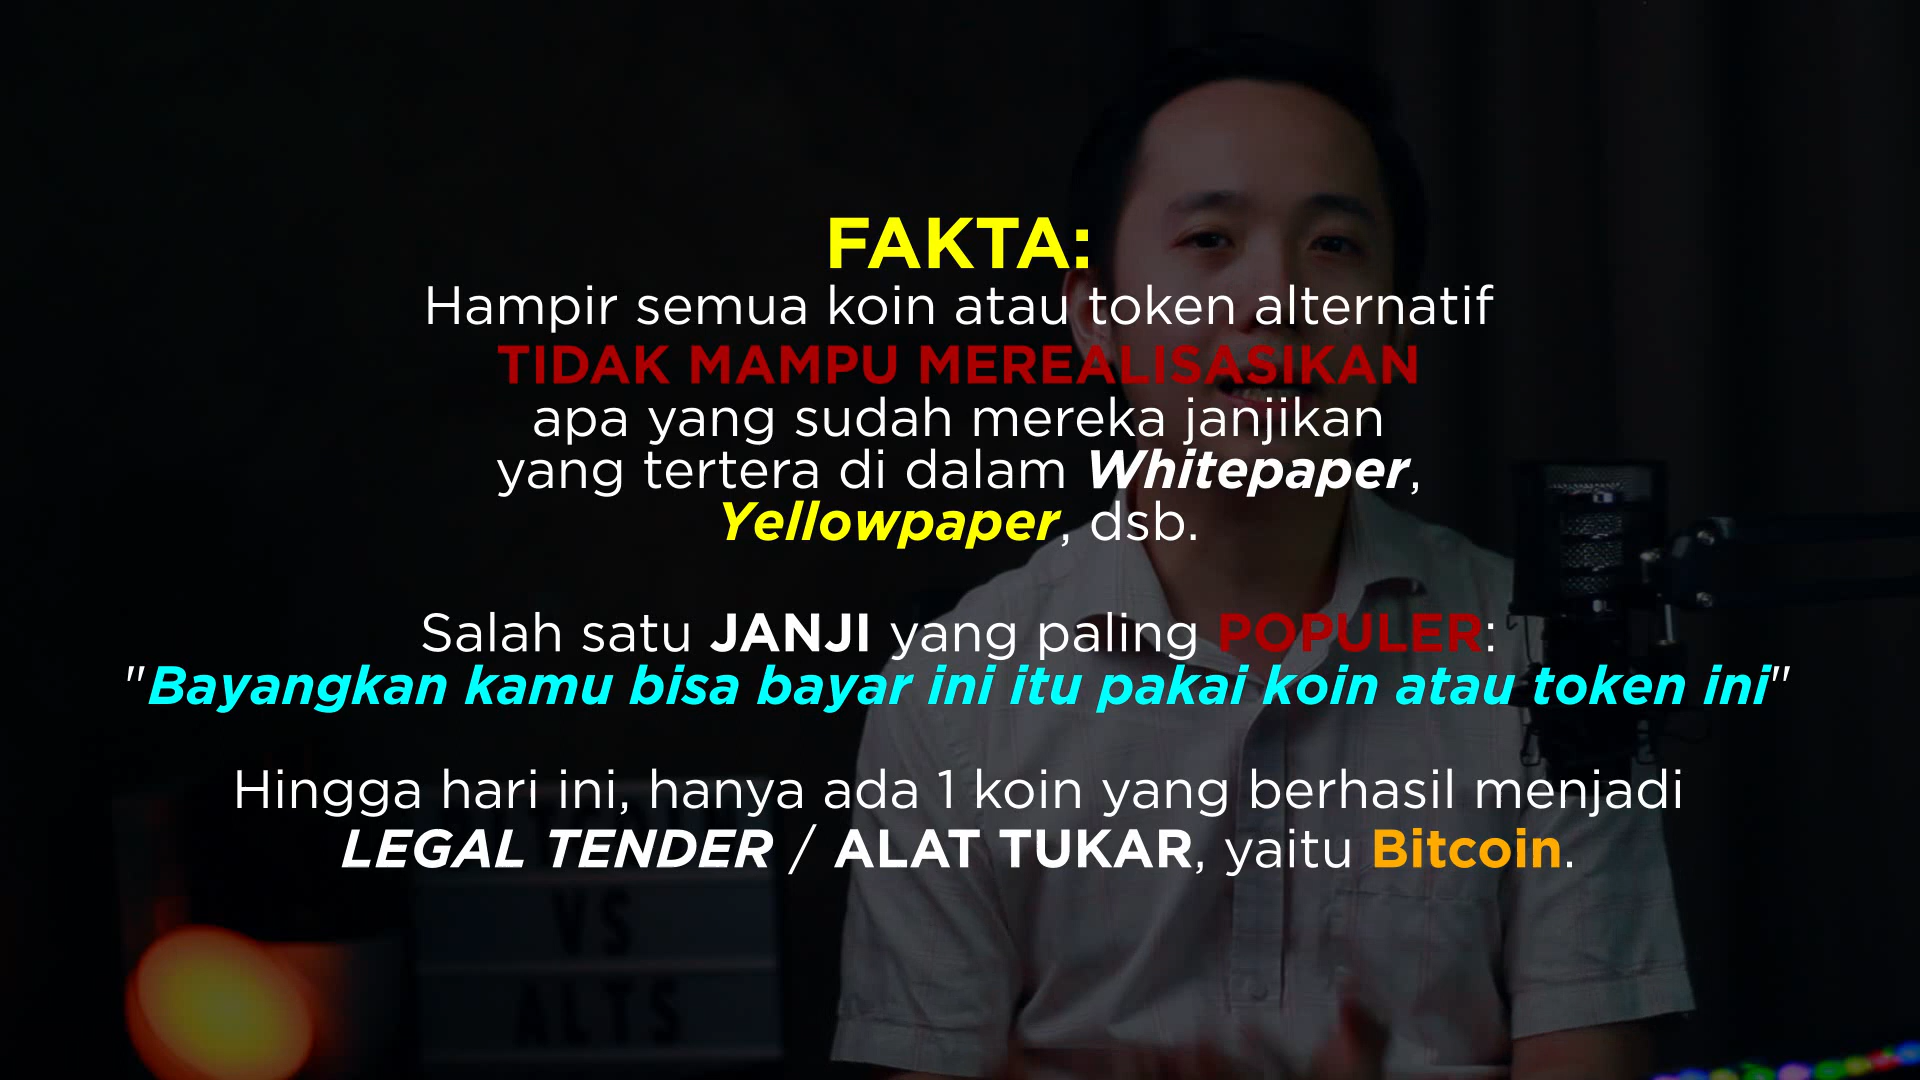 FAKTA:
Hampir semua koin atau token alternatif
TIDAK MAMPU MEREALISASIKAN
apa yang sudah mereka janjikan
yang tertera di dalam Whitepaper,
Yellowpaper, dsb.
Salah satu JANJI yang paling POPULER:
"Bayangkan kamu bisa bayar ini itu pakai koin atau token ini"
Hingga hari ini, hanya ada 1 koin yang berhasil menjadi
LEGAL TENDER / ALAT TUKAR, yaitu Bitcoin.
VS
ALTS